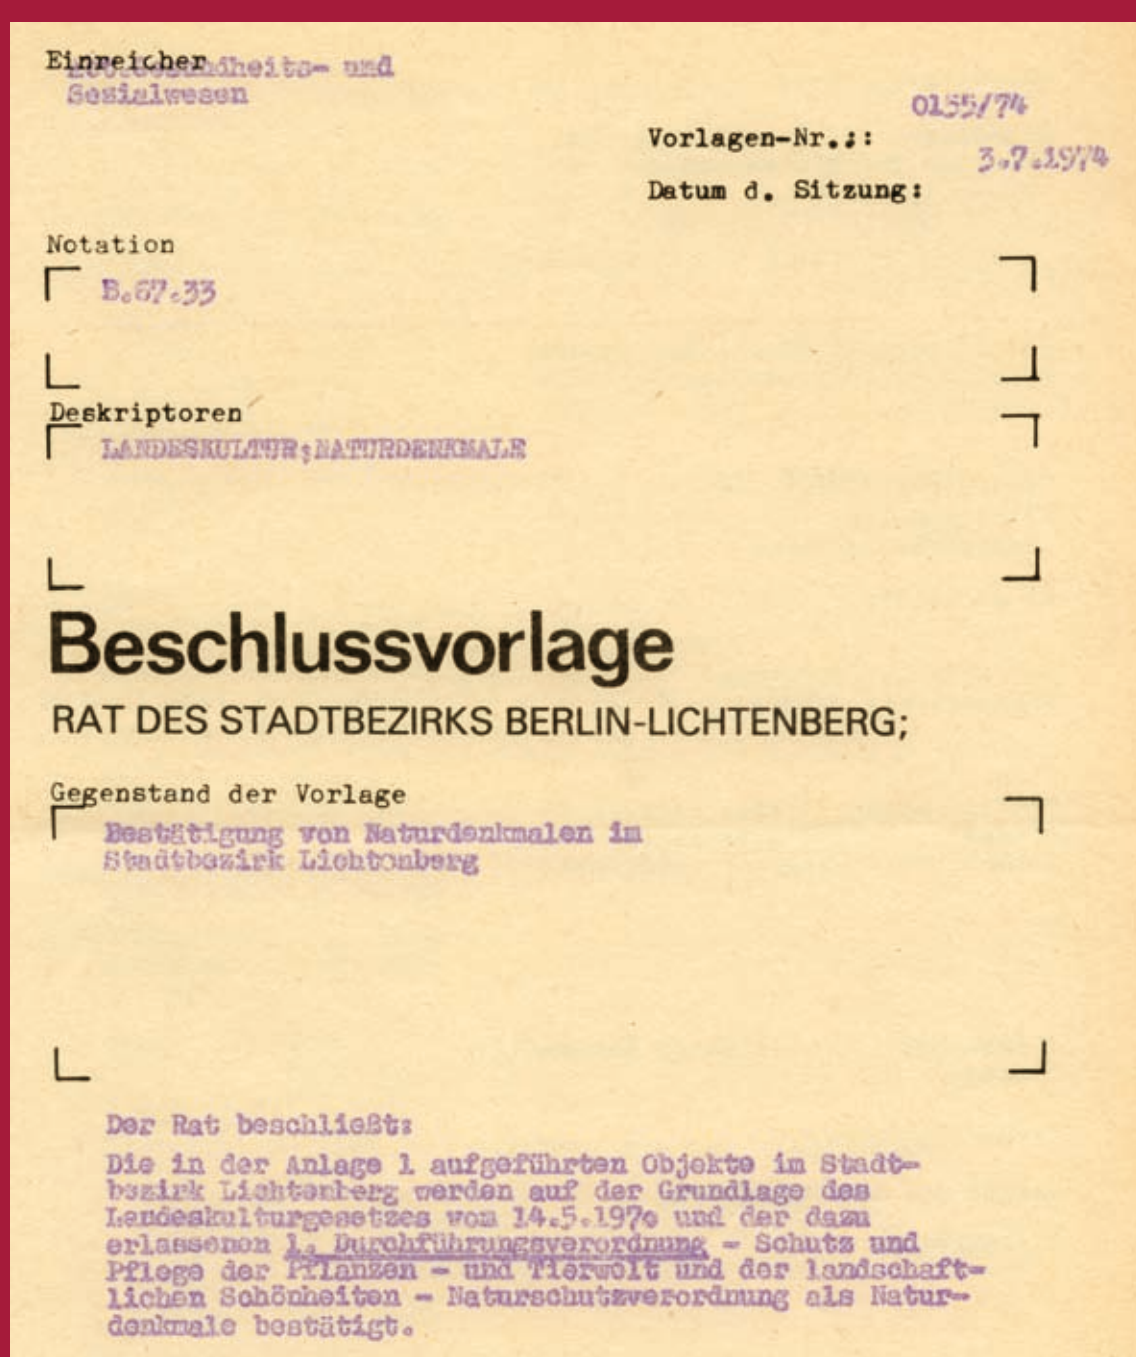 Einreicher
Gesundheits- und
Sozialwesen
0155/74
Vorlagen-Nr.;:
3.7.1974
Datum d. Sitzung:
Notation
B.67.33
Deskriptoren
LANDESKULTUR;NATURDENKMALE
Beschlussvorlage
RAT DES STADTBEZIRKS BERLIN-LICHTENBERG;
Gegenstand der Vorlage
Bestätigung von Naturdenkmalen im
Stadtbezirk Lichtenberg
Der Rat beschließt:
Die in der Anlage 1 aufgeführten Objekte im Stadt-
bezirk Lichtenberg werden auf der Grundlage des
Landeskulturgesetzes vom 14.5.1970 und der dazu
erlassenen 1. Durchführungsverordnung - Schutz und
Pflege der Pflanzen - und Tierwelt und der landschaft-
lichen Schönheiten - Naturschutzverordnung als Natur-
denkmale bestätigt.